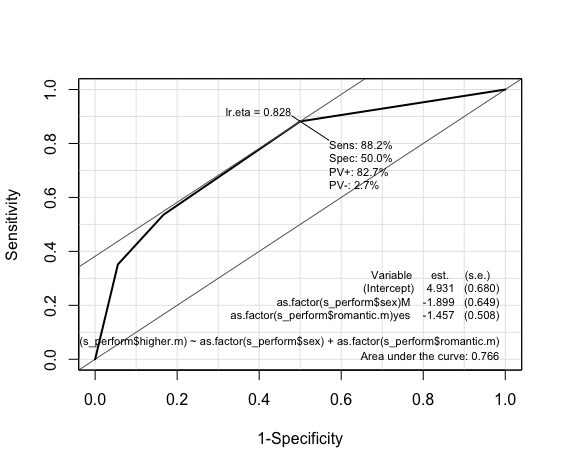 lr.eta = 0.828
Sens: 88.2%
Spec: 50.0%
PV+: 82.7%
PV-: 2.7%
Variable est. (s.e.)
(Intercept) 4.931 (0.680)
as.factor(s_perform$sex)M -1.899 (0.649)
as.factor(s_perform$romantic.m)yes -1.457 (0.508)
(s_perform$higher.m) ~ as.factor(s_perform$sex) + as.factor(s_perform$romantic.m)
Area under the curve: 0.766
Sensitivity
0.0 0.2 0.4 0.6 0.8 1.0
0.0 0.2 0.4 0.6 0.8 1.0
1-Specificity